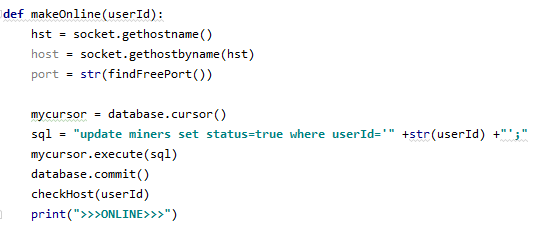 def makeOnline(userId):
    hst = socket.gethostname()
    host = socket.gethostbyname(hst)
    port = str(findFreePort())
    mycursor = database.cursor()
    sql = "update miners set status=true where userId='" +str(userId) +"';"
    mycursor.execute(sql)
    database.commit()
    checkHost(userId)
    print(">>>ONLINE>>>")